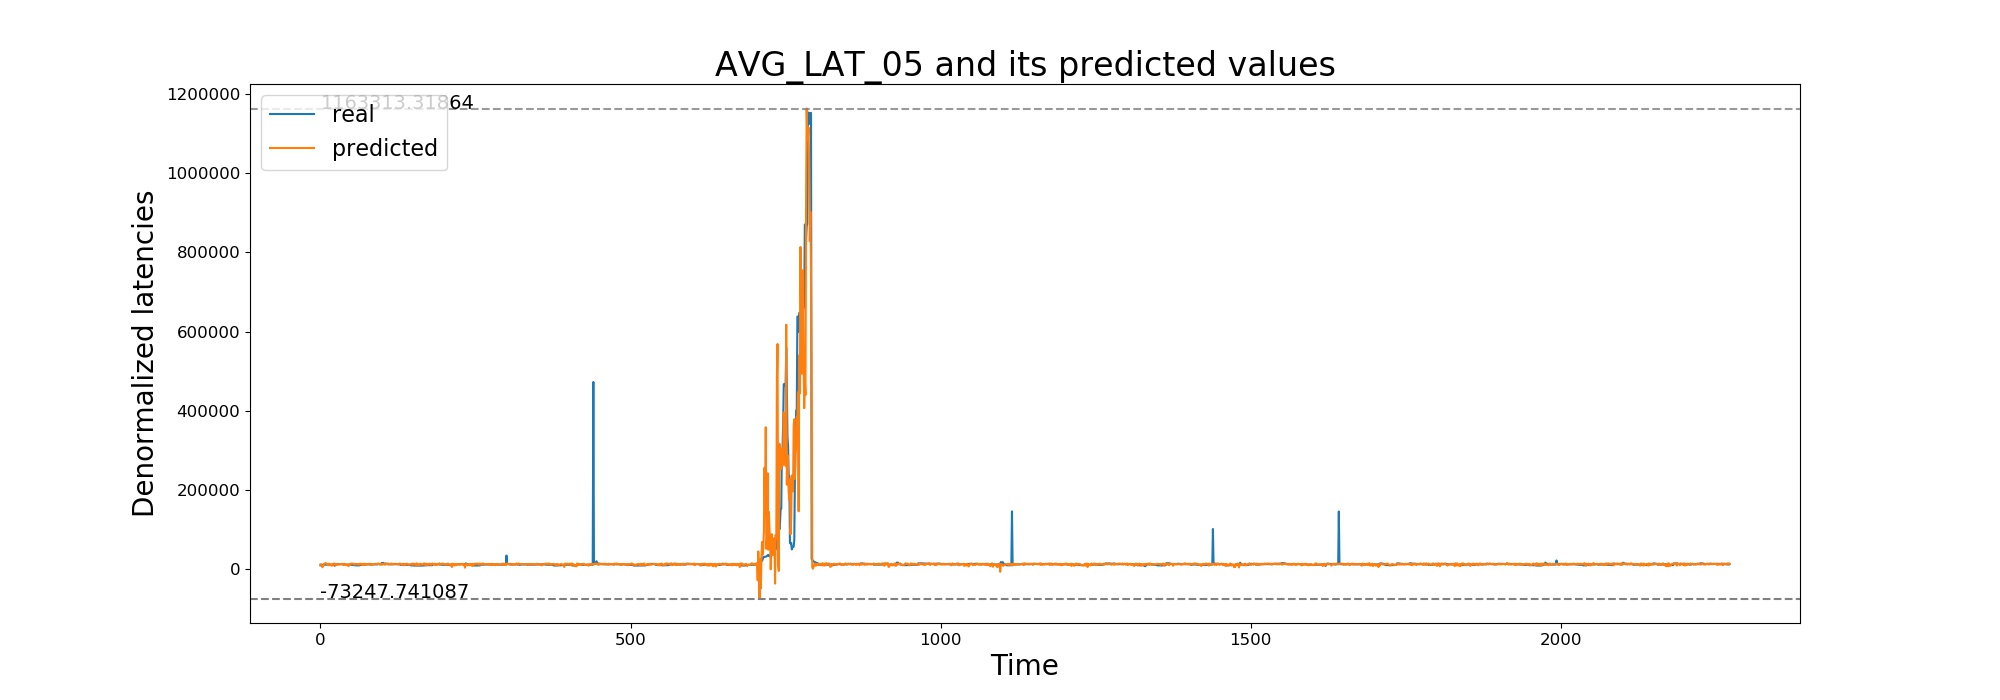 AVG_LAT_05 and its predicted values
1200000
1163313.31864
real
predicted
1000000
800000
600000
400000
200000
0
-73247.741087
Denormalized latencies
0 500 1000 1500 2000
Time